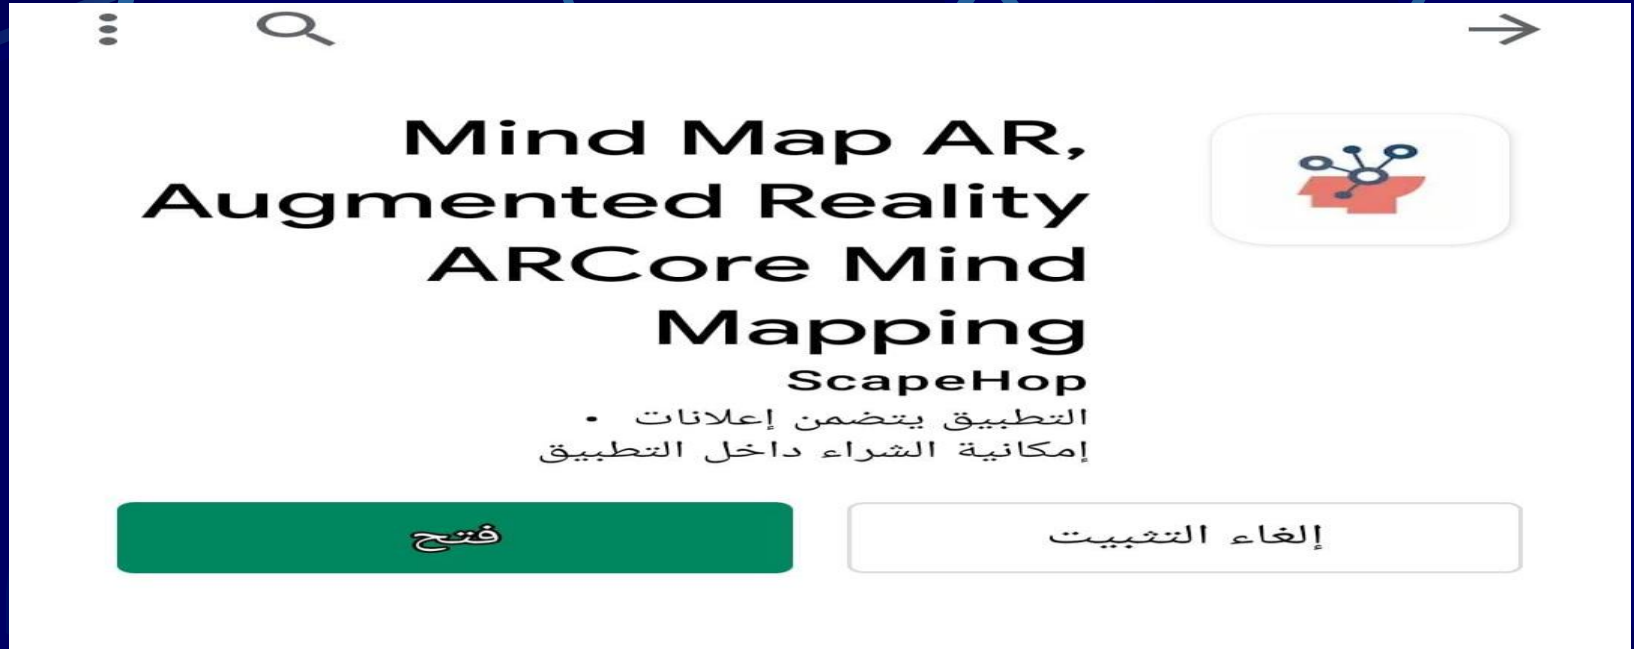 Mind Map AR,
Augmented Reality
ARCore Mind
Mapping
ScapeHop
التطبيق يتضمن إعلانات •
إمكانية الشراء داخل التطبيق
إلغاء التثبيت
فتح